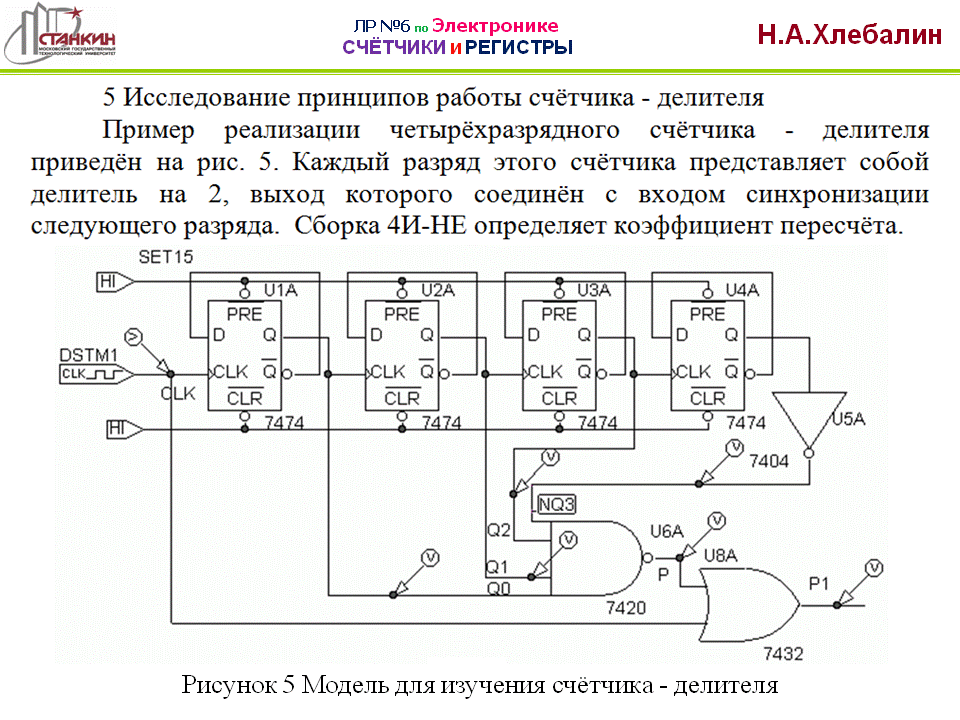 СТАНКИН
МОСКОВСКИЙ ГОСУДАРСТВЕННЫЙ
ТЕХНОЛОГИЧЕСКИЙ УНИВЕРСИТЕТ
ЛР №6 по Электронике
СЧЁТЧИКИ и РЕГИСТРЫ
Н.А.Хлебалин
5 Исследование принципов работы счётчика - делителя
Пример реализации четырёхразрядного счётчика - делителя
приведён на рис. 5. Каждый разряд этого счётчика представляет собой
делитель на 2, выход которого соединён с входом синхронизации
следующего разряда. Сборка 4И-НЕ определяет коэффициент пересчёта.
SET15
HI
U1A U2A U3A U4A
PRE PRE PRE PRE
D Q D Q D Q D Q
V
DSTM1
CLK
CLK Q CLK Q CLK Q CLK Q
CLK
CLR CLR CLR CLR
HI
7474 7474 7474 7474
U5A
V
V
7404
NQ3
V
U6A
V
Q2
V
U8A
V
Q1
P
P1
Q0
7420
7432
Рисунок 5 Модель для изучения счётчика - делителя